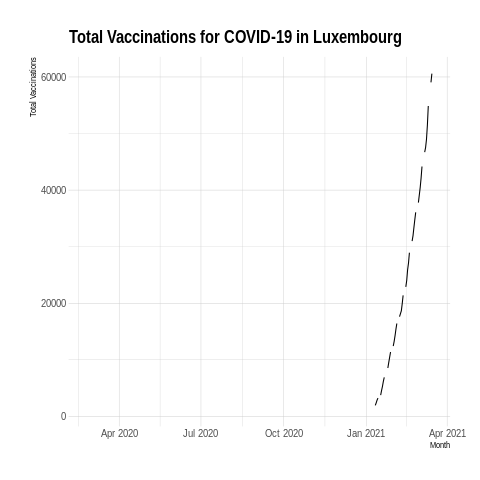 Total Vaccinations for COVID-19 in Luxembourg
Total Vaccinations
60000
40000
20000
0
Apr 2020 Jul 2020 Oct 2020 Jan 2021 Apr 2021
Month